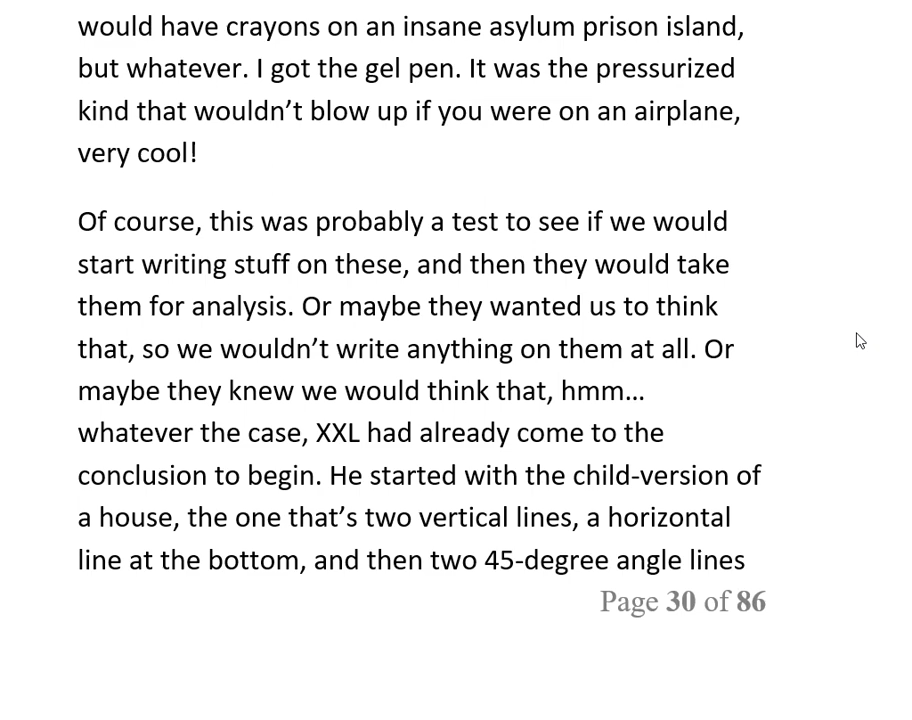 would have crayons on an insane asylum prison island,
but whatever. I got the gel pen. It was the pressurized
kind that wouldn’t blow up if you were on an airplane,
very cool!
Of course, this was probably a test to see if we would
start writing stuff on these, and then they would take
them for analysis. Or maybe they wanted us to think
that, so we wouldn’t write anything on them at all. Or
maybe they knew we would think that, hmm…
whatever the case, XXL had already come to the
conclusion to begin. He started with the child-version of
a house, the one that’s two vertical lines, a horizontal
line at the bottom, and then two 45-degree angle lines
Page 30 of 86